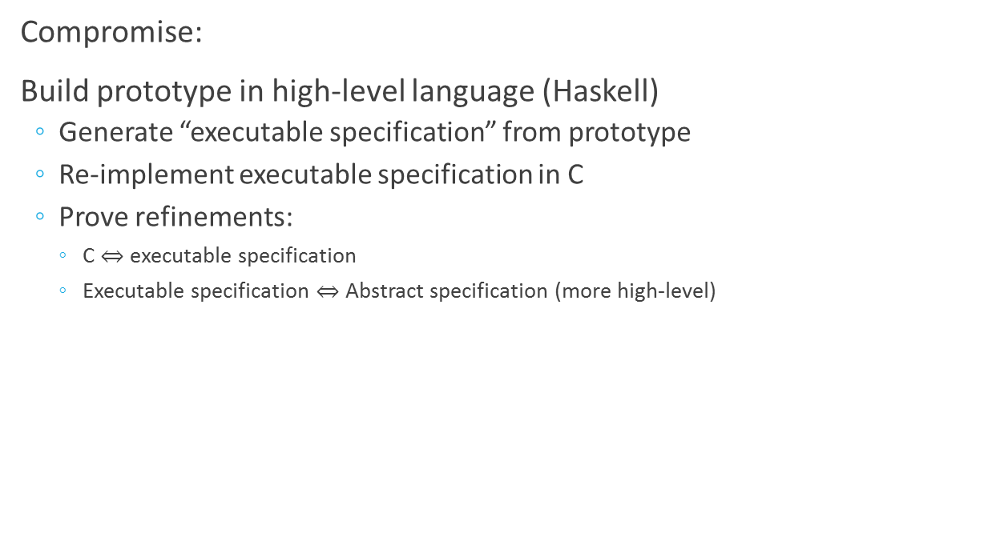 Compromise:
Build prototype in high-level language (Haskell)
◦ Generate “executable specification” from prototype
◦ Re-implement executable specification in C
◦ Prove refinements:
◦ C ⇔ executable specification
◦ Executable specification ⇔ Abstract specification (more high-level)